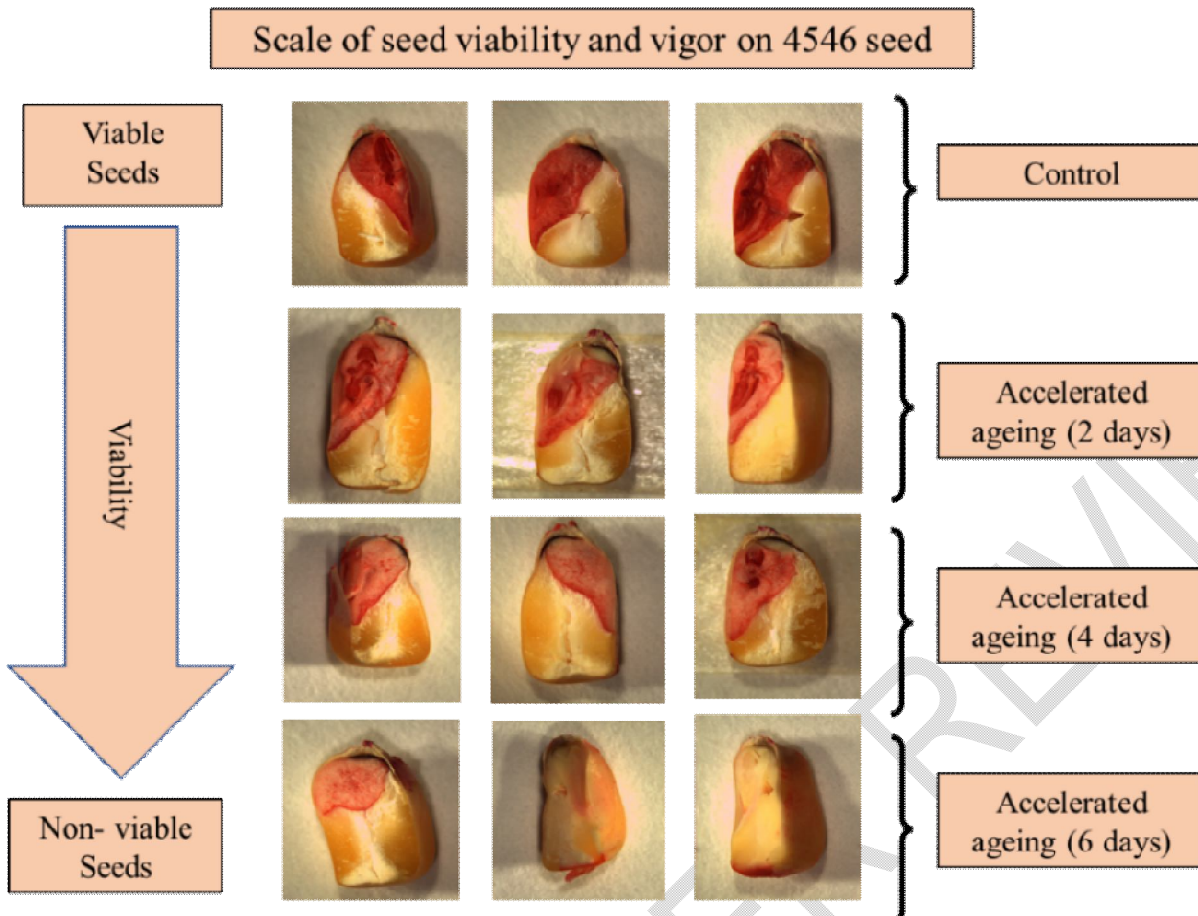 Scale of seed viability and vigor on 4546 seed
Viable
Seeds
Control
Viability
Accelerated
ageing (2 days)
Accelerated
ageing (4 days)
Non- viable
Seeds
Accelerated
ageing (6 days)